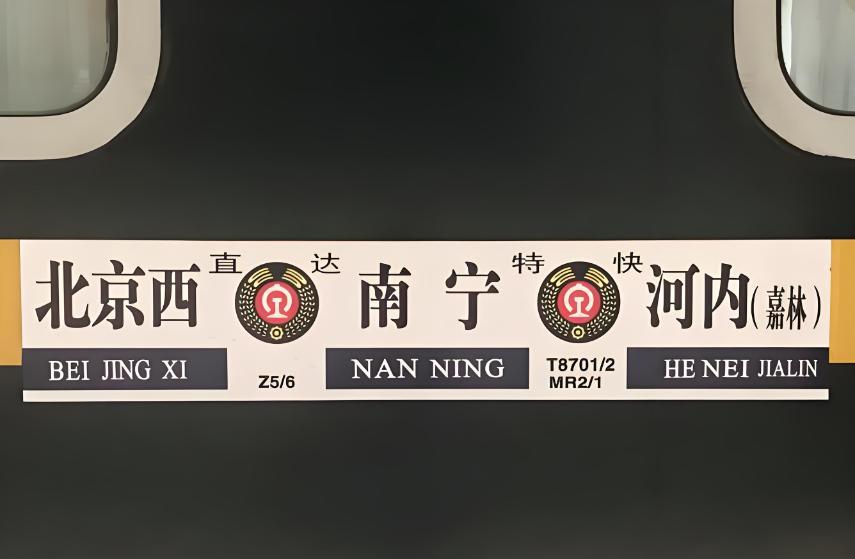 直达特快
北京西 南宁 河内(嘉林)
BEI JING XI NAN NING HE NEI JIALIN
Z5/6 T8701/2
MR2/1